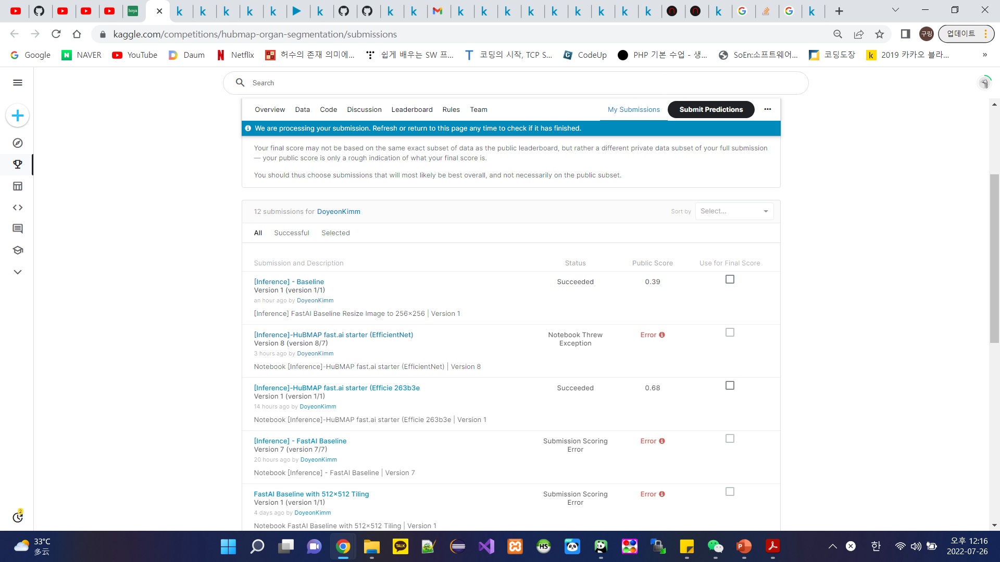 hoya
kaggle.com/competitions/hubmap-organ-segmentation/submissions
구링
업데이트
Google
NAVER
YouTube
Daum
Netflix
허수의 존재 의미에...
쉽게 배우는 SW 프...
코딩의 시작, TCP S...
CodeUp
PHP 기본 수업 - 생...
SoEn:소프트웨어...
코딩도장
2019 카카오 블라...
»
Search
Overview Data Code Discussion Leaderboard Rules Team My Submissions Submit Predictions ...
We are processing your submission. Refresh or return to this page any time to check if it has finished.
Your final score may not be based on the same exact subset of data as the public leaderboard, but rather a different private data subset of your full submission
— your public score is only a rough indication of what your final score is.
You should thus choose submissions that will most likely be best overall, and not necessarily on the public subset.
12 submissions for DoyeonKimm
Sort by Select...
All Successful Selected
Submission and Description Status Public Score Use for Final Score
[Inference] - Baseline Succeeded 0.39
Version 1 (version 1/1)
an hour ago by DoyeonKimm
[Inference] FastAI Baseline Resize Image to 256×256 | Version 1
[Inference]-HuBMAP fast.ai starter (EfficientNet) Notebook Threw Error
Version 8 (version 8/7) Exception
3 hours ago by DoyeonKimm
Notebook [Inference]-HuBMAP fast.ai starter (EfficientNet) | Version 8
[Inference]-HuBMAP fast.ai starter (Efficie 263b3e Succeeded 0.68
Version 1 (version 1/1)
14 hours ago by DoyeonKimm
Notebook [Inference]-HuBMAP fast.ai starter (Efficie 263b3e | Version 1
[Inference] - FastAI Baseline Submission Scoring Error
Version 7 (version 7/7) Error
20 hours ago by DoyeonKimm
Notebook [Inference] - FastAI Baseline | Version 7
FastAI Baseline with 512×512 Tiling Submission Scoring Error
Version 1 (version 1/1) Error
4 days ago by DoyeonKimm
Notebook FastAI Baseline with 512×512 Tiling | Version 1
2
33°C
多云
TALK
HS
NEW
한
오후 12:16
2022-07-26